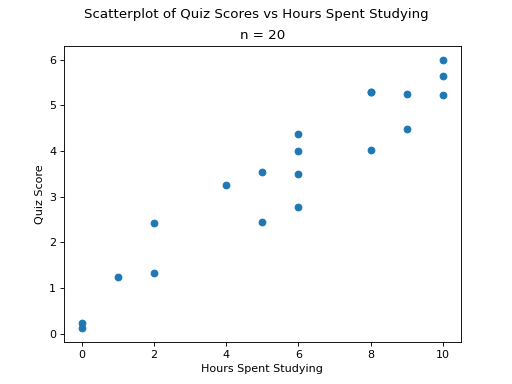 Scatterplot of Quiz Scores vs Hours Spent Studying
n = 20
6
5
4
3
2
1
0
Quiz Score
0 2 4 6 8 10
Hours Spent Studying